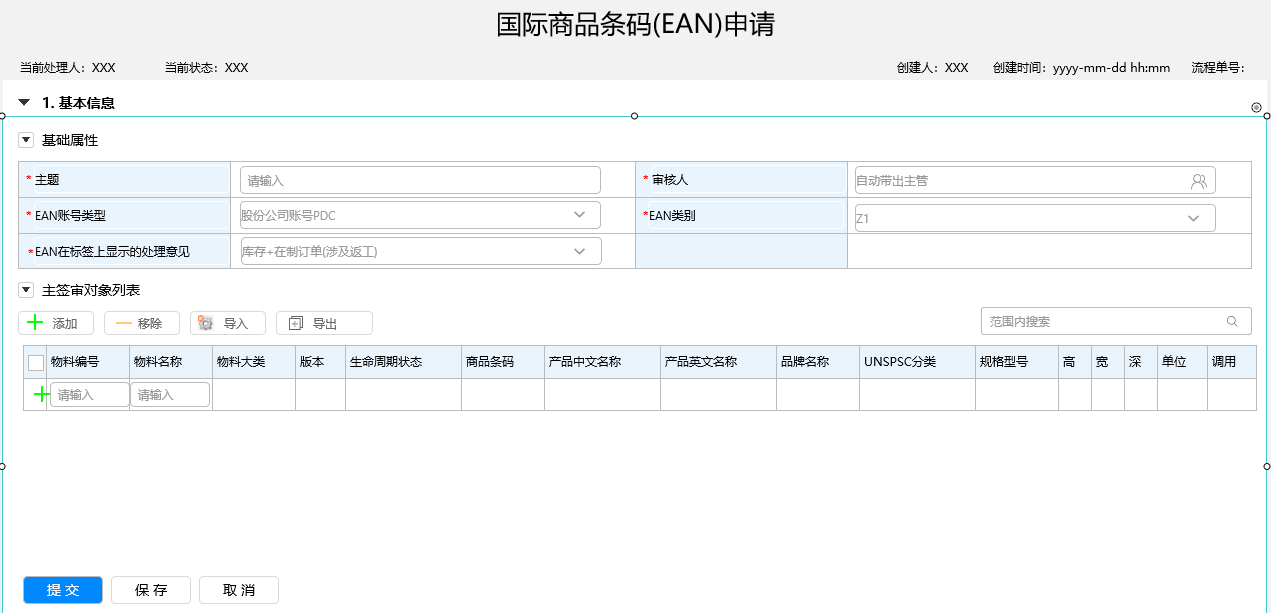 国际商品条码(EAN)申请
当前处理人：XXX 当前状态：XXX 创建人：XXX 创建时间：yyyy-mm-dd hh:mm 流程单号：
1. 基本信息
基础属性
*主题 请输入 *审核人 自动带出主管
*EAN账号类型 股份公司账号PDC *EAN类别 Z1
*EAN在标签上显示的处理意见 库存+在制订单(涉及返工)
主签审对象列表
添加 移除 导入 导出 范围内搜索
物料编号 物料名称 物料大类 版本 生命周期状态 商品条码 产品中文名称 产品英文名称 品牌名称 UNSPSC分类 规格型号 高 宽 深 单位 调用
请输入 请输入
提交 保存 取消